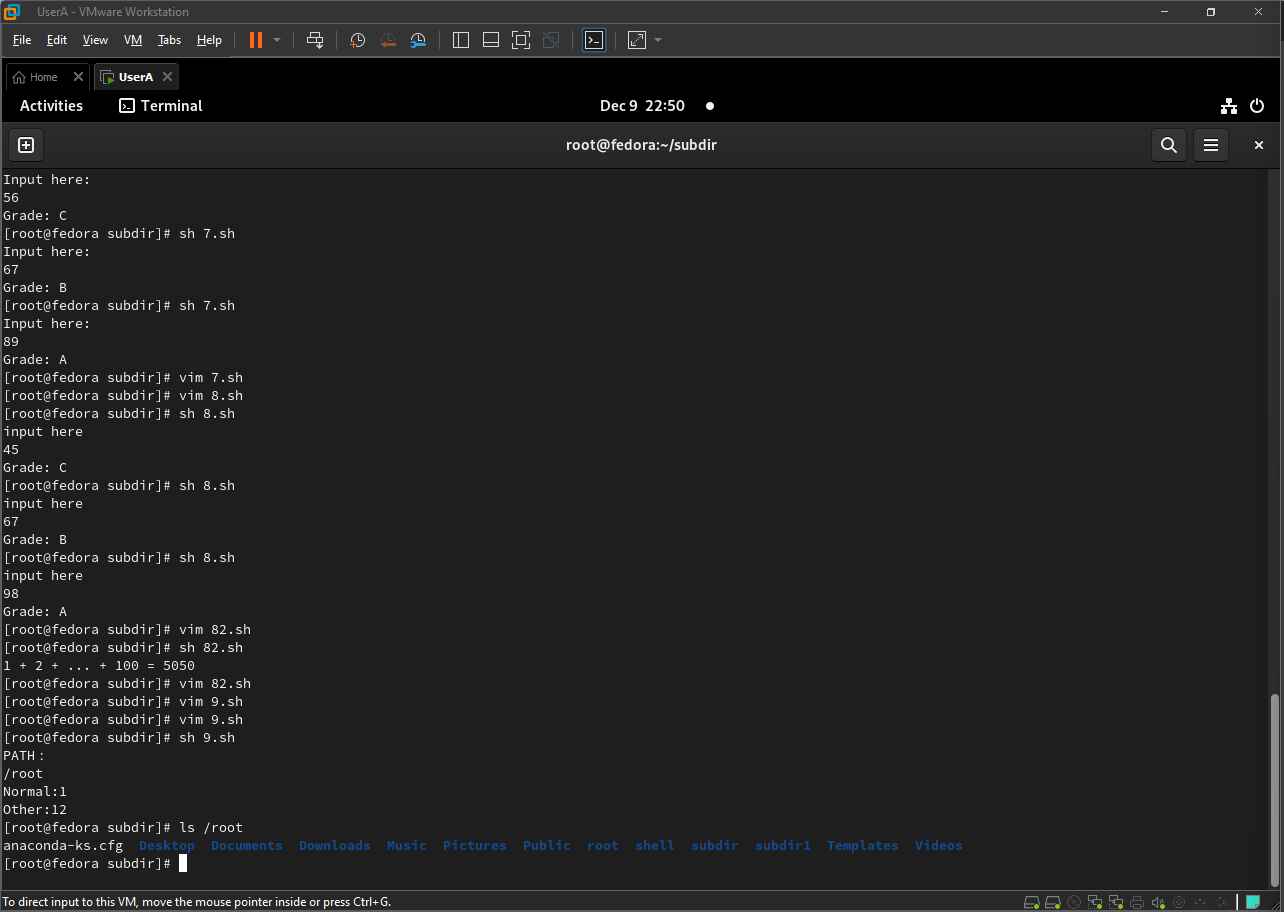 UserA - VMware Workstation
File Edit View VM Tabs Help
Home UserA
Activities Terminal Dec 9 22:50
root@fedora:~/subdir
Input here:
56
Grade: C
[root@fedora subdir]# sh 7.sh
Input here:
67
Grade: B
[root@fedora subdir]# sh 7.sh
Input here:
89
Grade: A
[root@fedora subdir]# vim 7.sh
[root@fedora subdir]# vim 8.sh
[root@fedora subdir]# sh 8.sh
input here
45
Grade: C
[root@fedora subdir]# sh 8.sh
input here
67
Grade: B
[root@fedora subdir]# sh 8.sh
input here
98
Grade: A
[root@fedora subdir]# vim 82.sh
[root@fedora subdir]# sh 82.sh
1 + 2 + ... + 100 = 5050
[root@fedora subdir]# vim 82.sh
[root@fedora subdir]# vim 9.sh
[root@fedora subdir]# vim 9.sh
[root@fedora subdir]# sh 9.sh
PATH：
/root
Normal:1
Other:12
[root@fedora subdir]# ls /root
anaconda-ks.cfg Desktop Documents Downloads Music Pictures Public root shell subdir subdir1 Templates Videos
[root@fedora subdir]#
To direct input to this VM, move the mouse pointer inside or press Ctrl+G.